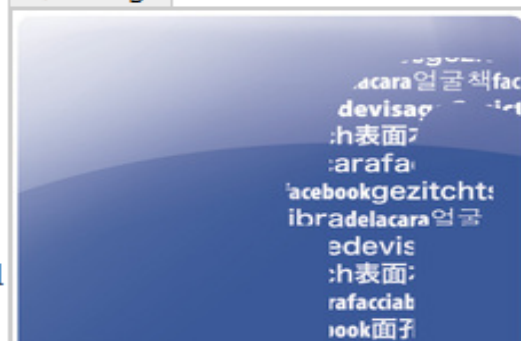 acara얼굴책fac
devisag
h表面
carafa
acebookgezitchts
ibradelacara얼굴
edevis
h表面
rafacciab
book面孔